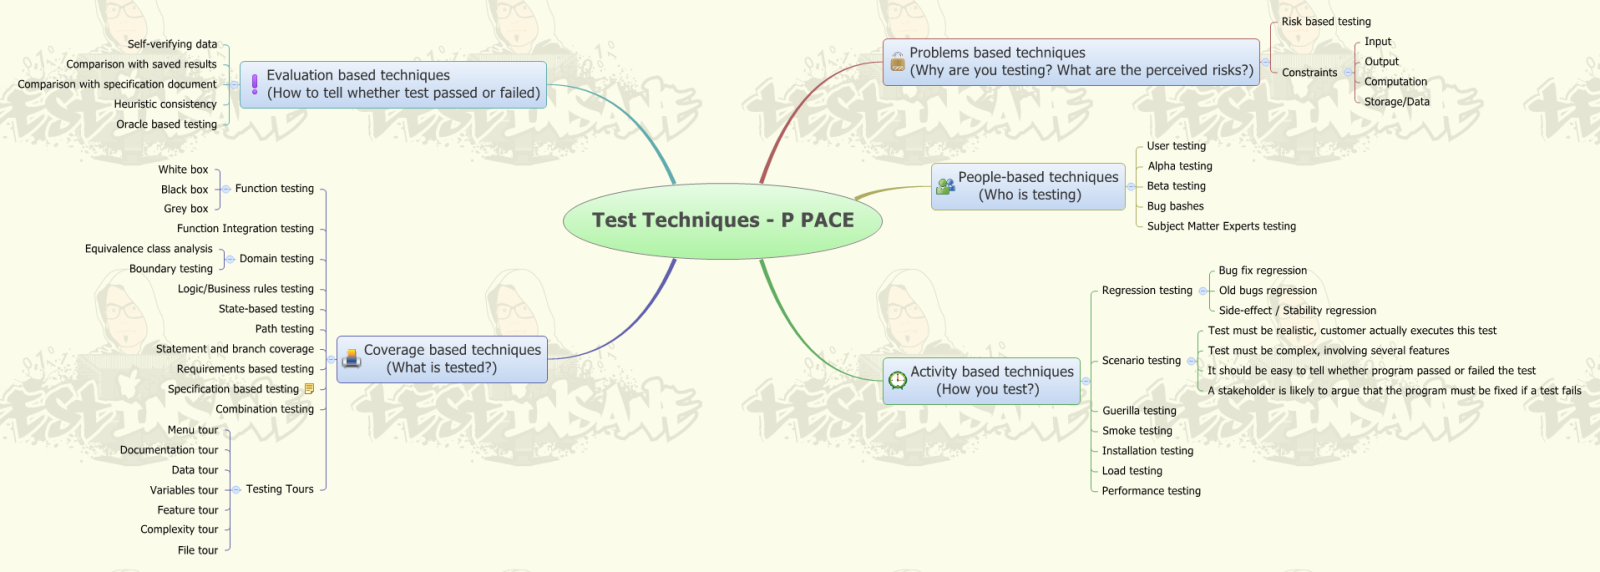 Test Techniques - P PACE
Problems based techniques
(Why are you testing? What are the perceived risks?)
Risk based testing
Constraints
Input
Output
Computation
Storage/Data
People-based techniques
(Who is testing)
User testing
Alpha testing
Beta testing
Bug bashes
Subject Matter Experts testing
Activity based techniques
(How you test?)
Regression testing
Bug fix regression
Old bugs regression
Side-effect / Stability regression
Scenario testing
Test must be realistic, customer actually executes this test
Test must be complex, involving several features
It should be easy to tell whether program passed or failed the test
A stakeholder is likely to argue that the program must be fixed if a test fails
Guerilla testing
Smoke testing
Installation testing
Load testing
Performance testing
Evaluation based techniques
(How to tell whether test passed or failed)
Self-verifying data
Comparison with saved results
Comparison with specification document
Heuristic consistency
Oracle based testing
Coverage based techniques
(What is tested?)
Function testing
White box
Black box
Grey box
Function Integration testing
Domain testing
Equivalence class analysis
Boundary testing
Logic/Business rules testing
State-based testing
Path testing
Statement and branch coverage
Requirements based testing
Specification based testing
Combination testing
Testing Tours
Menu tour
Documentation tour
Data tour
Variables tour
Feature tour
Complexity tour
File tour
TESTINSANE
TESTINSANE
TESTINSANE
TESTINSANE
TESTINSANE
TESTINSANE